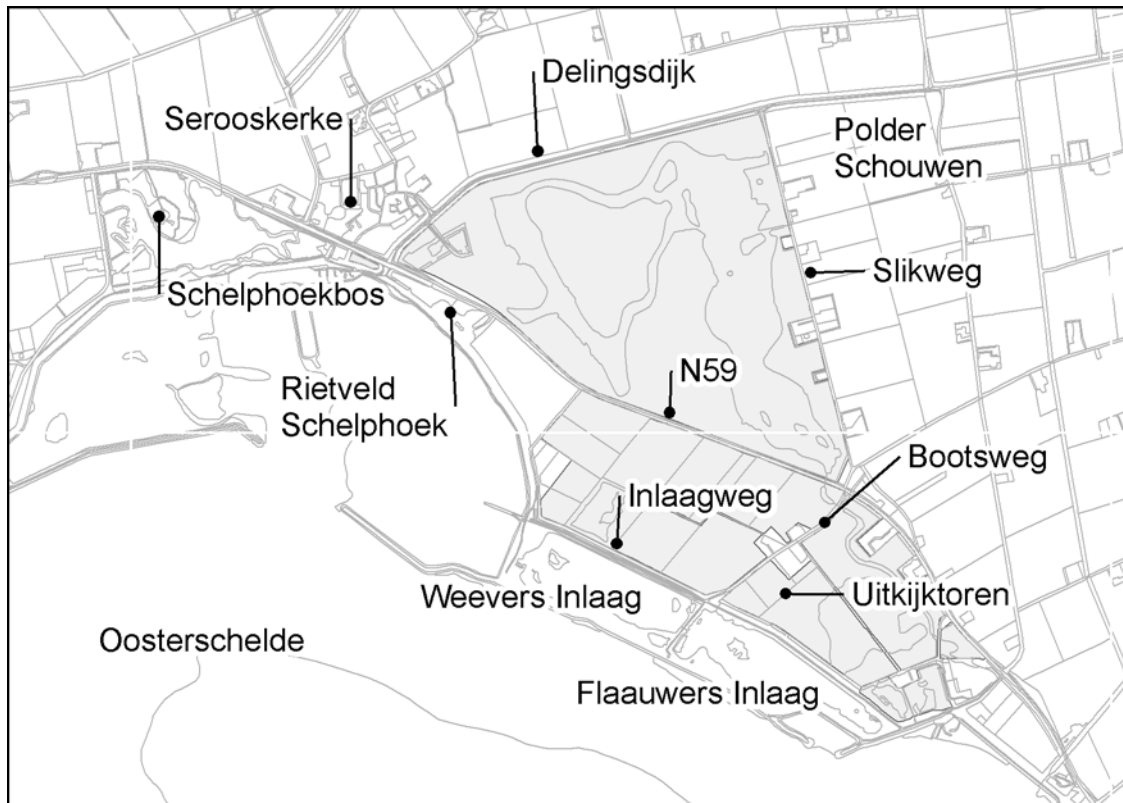 Delingsdijk
Serooskerke
Polder
Schouwen
Slikweg
Schelphoekbos
N59
Rietveld
Schelphoek
Bootsweg
Inlaagweg
Weevers Inlaag
Uitkijktoren
Oosterschelde
Flaauwers Inlaag